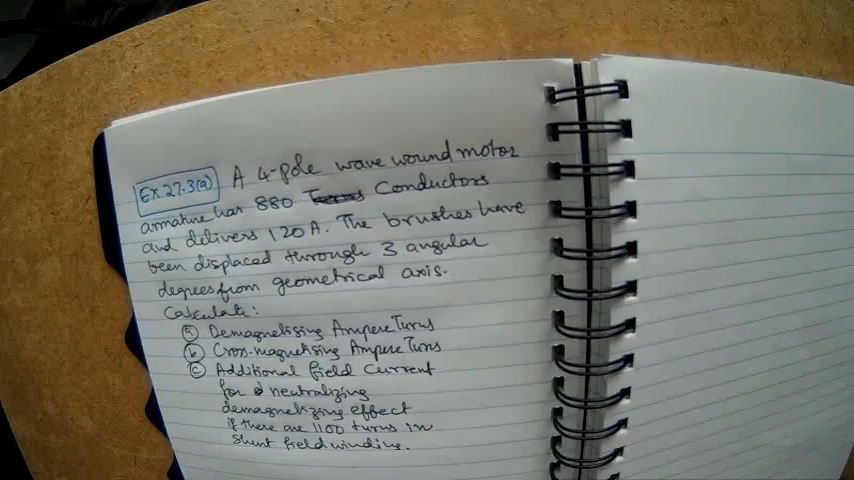 Ex 27.3(a) A 4-pole wave wound motor
armature has 880 Conductors
and delivers 120 A. The brushes have
been displaced through 3 angular
degrees from geometrical axis.
Calculate:
(a) Demagnetising Ampere Turns
(b) Cross-magnetising Ampere Turns
(c) Additional field Current
for neutralizing
demagnetizing effect
if there are 1100 turns in
shunt field winding.